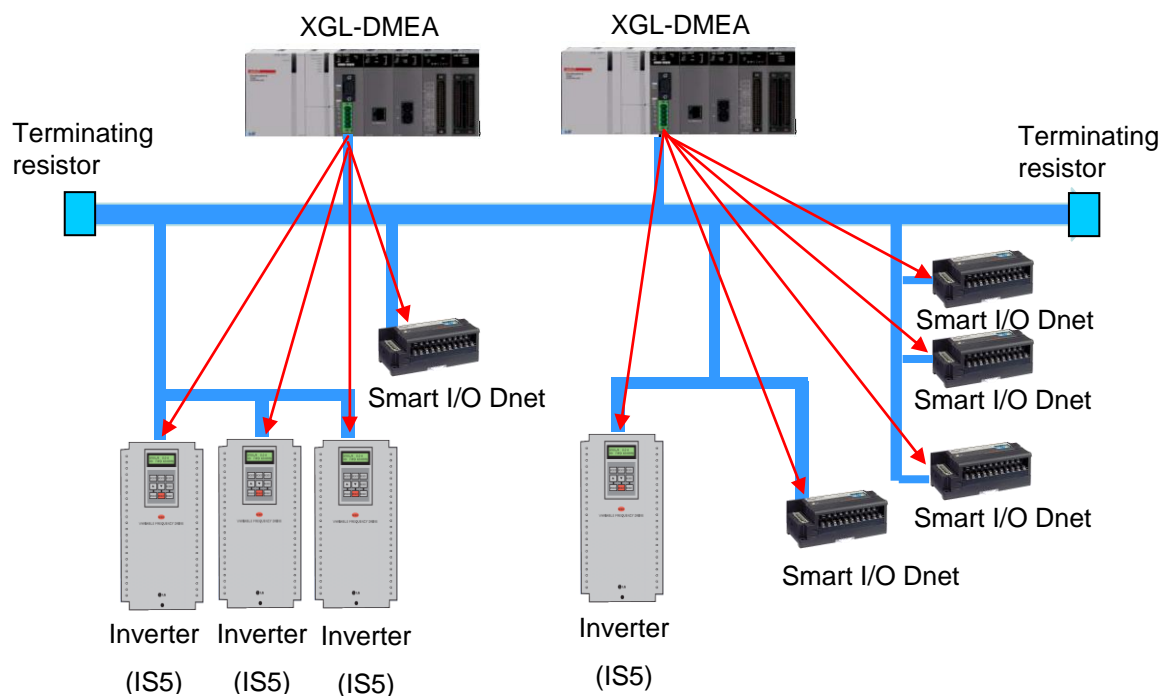 XGL-DMEA
XGL-DMEA
Terminating
resistor
Terminating
resistor
Smart I/O Dnet
Smart I/O Dnet
Smart I/O Dnet
Smart I/O Dnet
Smart I/O Dnet
Inverter
(IS5)
Inverter
(IS5)
Inverter
(IS5)
Inverter
(IS5)